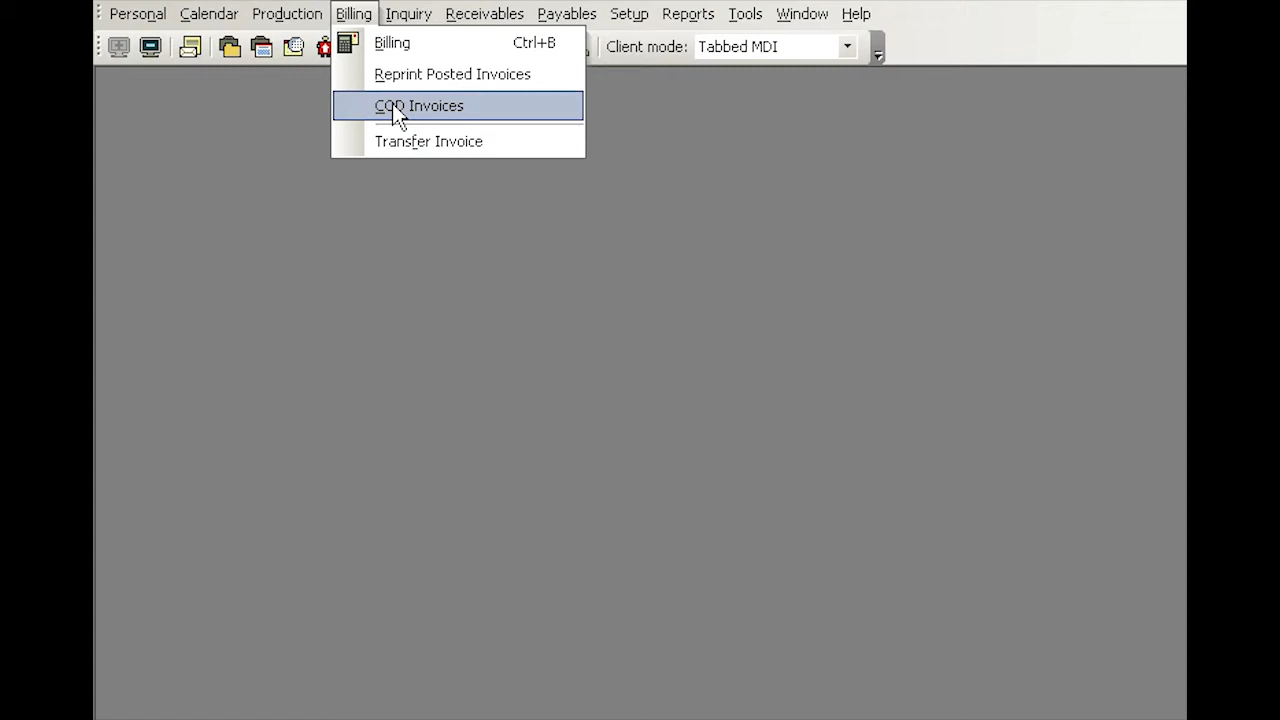 Personal Calendar Production Billing Inquiry Receivables Payables Setup Reports Tools Window Help
Client mode: Tabbed MDI
Billing Ctrl+B
Reprint Posted Invoices
COD Invoices
Transfer Invoice